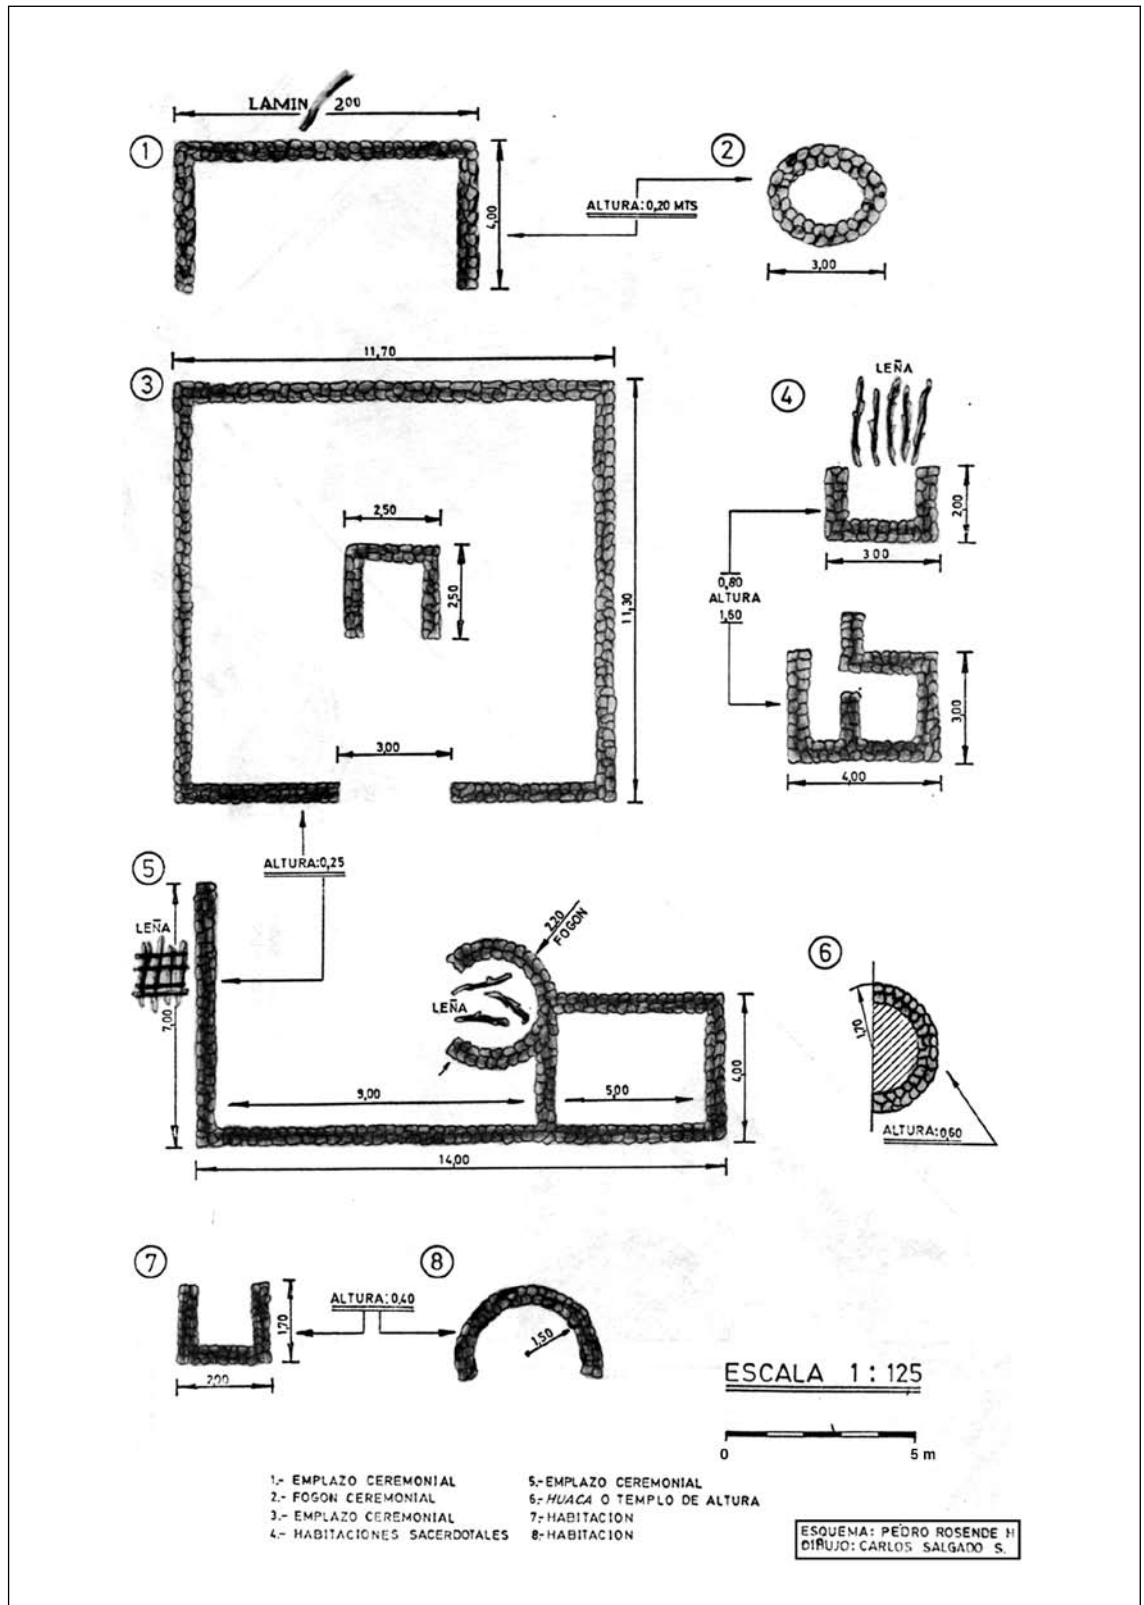 LAMIN 200
1
4,00
ALTURA: 0,20 MTS
2
3,00
11,70
3
11,30
2,50
2,50
3,00
4
LEÑA
2,00
3 00
0,80
ALTURA
1,50
3,00
4,00
ALTURA:0,25
5
LEÑA
7,00
2,20
FOGON
LEÑA
9,00
5,00
4,00
14,00
6
1,20
ALTURA:0,60
7
1,70
2,00
ALTURA:0,40
8
1,50
ESCALA 1 : 125
0 5 m
1.- EMPLAZO CEREMONIAL
2.- FOGON CEREMONIAL
3.- EMPLAZO CEREMONIAL
4.- HABITACIONES SACERDOTALES
5.- EMPLAZO CEREMONIAL
6.- HUACA O TEMPLO DE ALTURA
7.- HABITACION
8.- HABITACION
ESQUEMA: PEDRO ROSENDE H
DIBUJO: CARLOS SALGADO S.